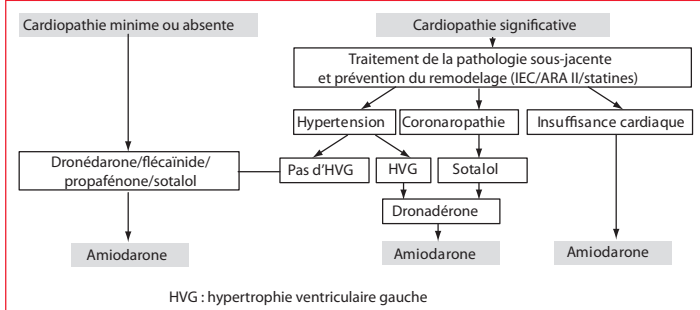 Cardiopathie minime ou absente
Cardiopathie significative
Traitement de la pathologie sous-jacente
et prévention du remodelage (IEC/ARA II/statines)
Hypertension
Coronaropathie
Insuffisance cardiaque
Dronédarone/flécaïnide/
propafénone/sotalol
Pas d'HVG
HVG
Sotalol
Dronadérone
Amiodarone
Amiodarone
Amiodarone
HVG : hypertrophie ventriculaire gauche